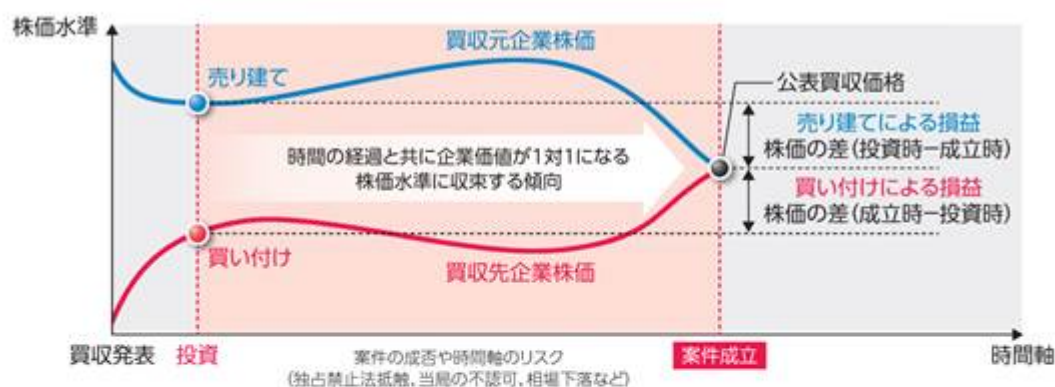 株価水準
買収元企業株価
売り建て
公表買収価格
売り建てによる損益
株価の差(投資時−成立時)
時間の経過と共に企業価値が1対1になる
株価水準に収束する傾向
買い付けによる損益
株価の差(成立時−投資時)
買い付け
買収先企業株価
買収発表
投資
案件の成否や時間軸のリスク
(独占禁止法抵触、当局の不認可、相場下落など)
案件成立
時間軸